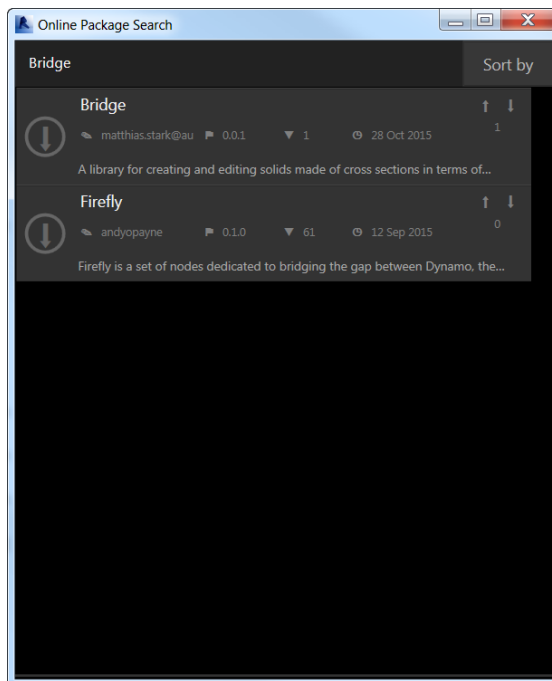 Online Package Search
Bridge
Sort by
Bridge
1
matthias.stark@au 0.0.1 1 28 Oct 2015
A library for creating and editing solids made of cross sections in terms of...
Firefly
0
andyopayne 0.1.0 61 12 Sep 2015
Firefly is a set of nodes dedicated to bridging the gap between Dynamo, the...